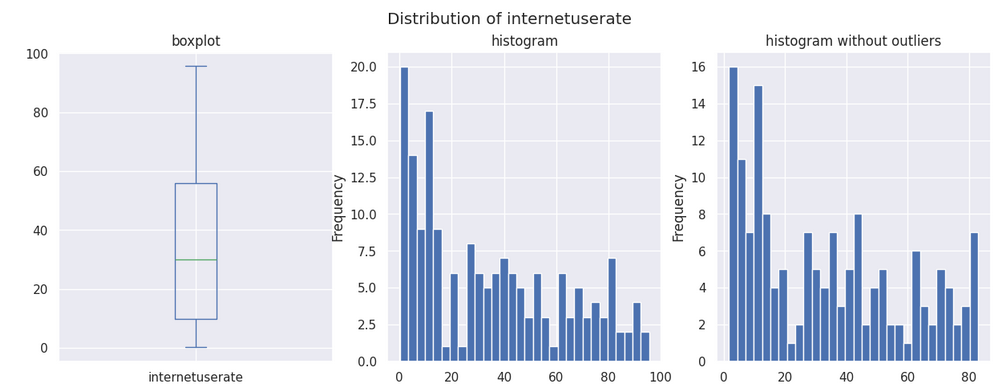 Distribution of internetuserate
boxplot
100
80
60
40
20
0
internetuserate
histogram
Frequency
20.0
17.5
15.0
12.5
10.0
7.5
5.0
2.5
0.0
0 20 40 60 80 100
histogram without outliers
Frequency
16
14
12
10
8
6
4
2
0
0 20 40 60 80